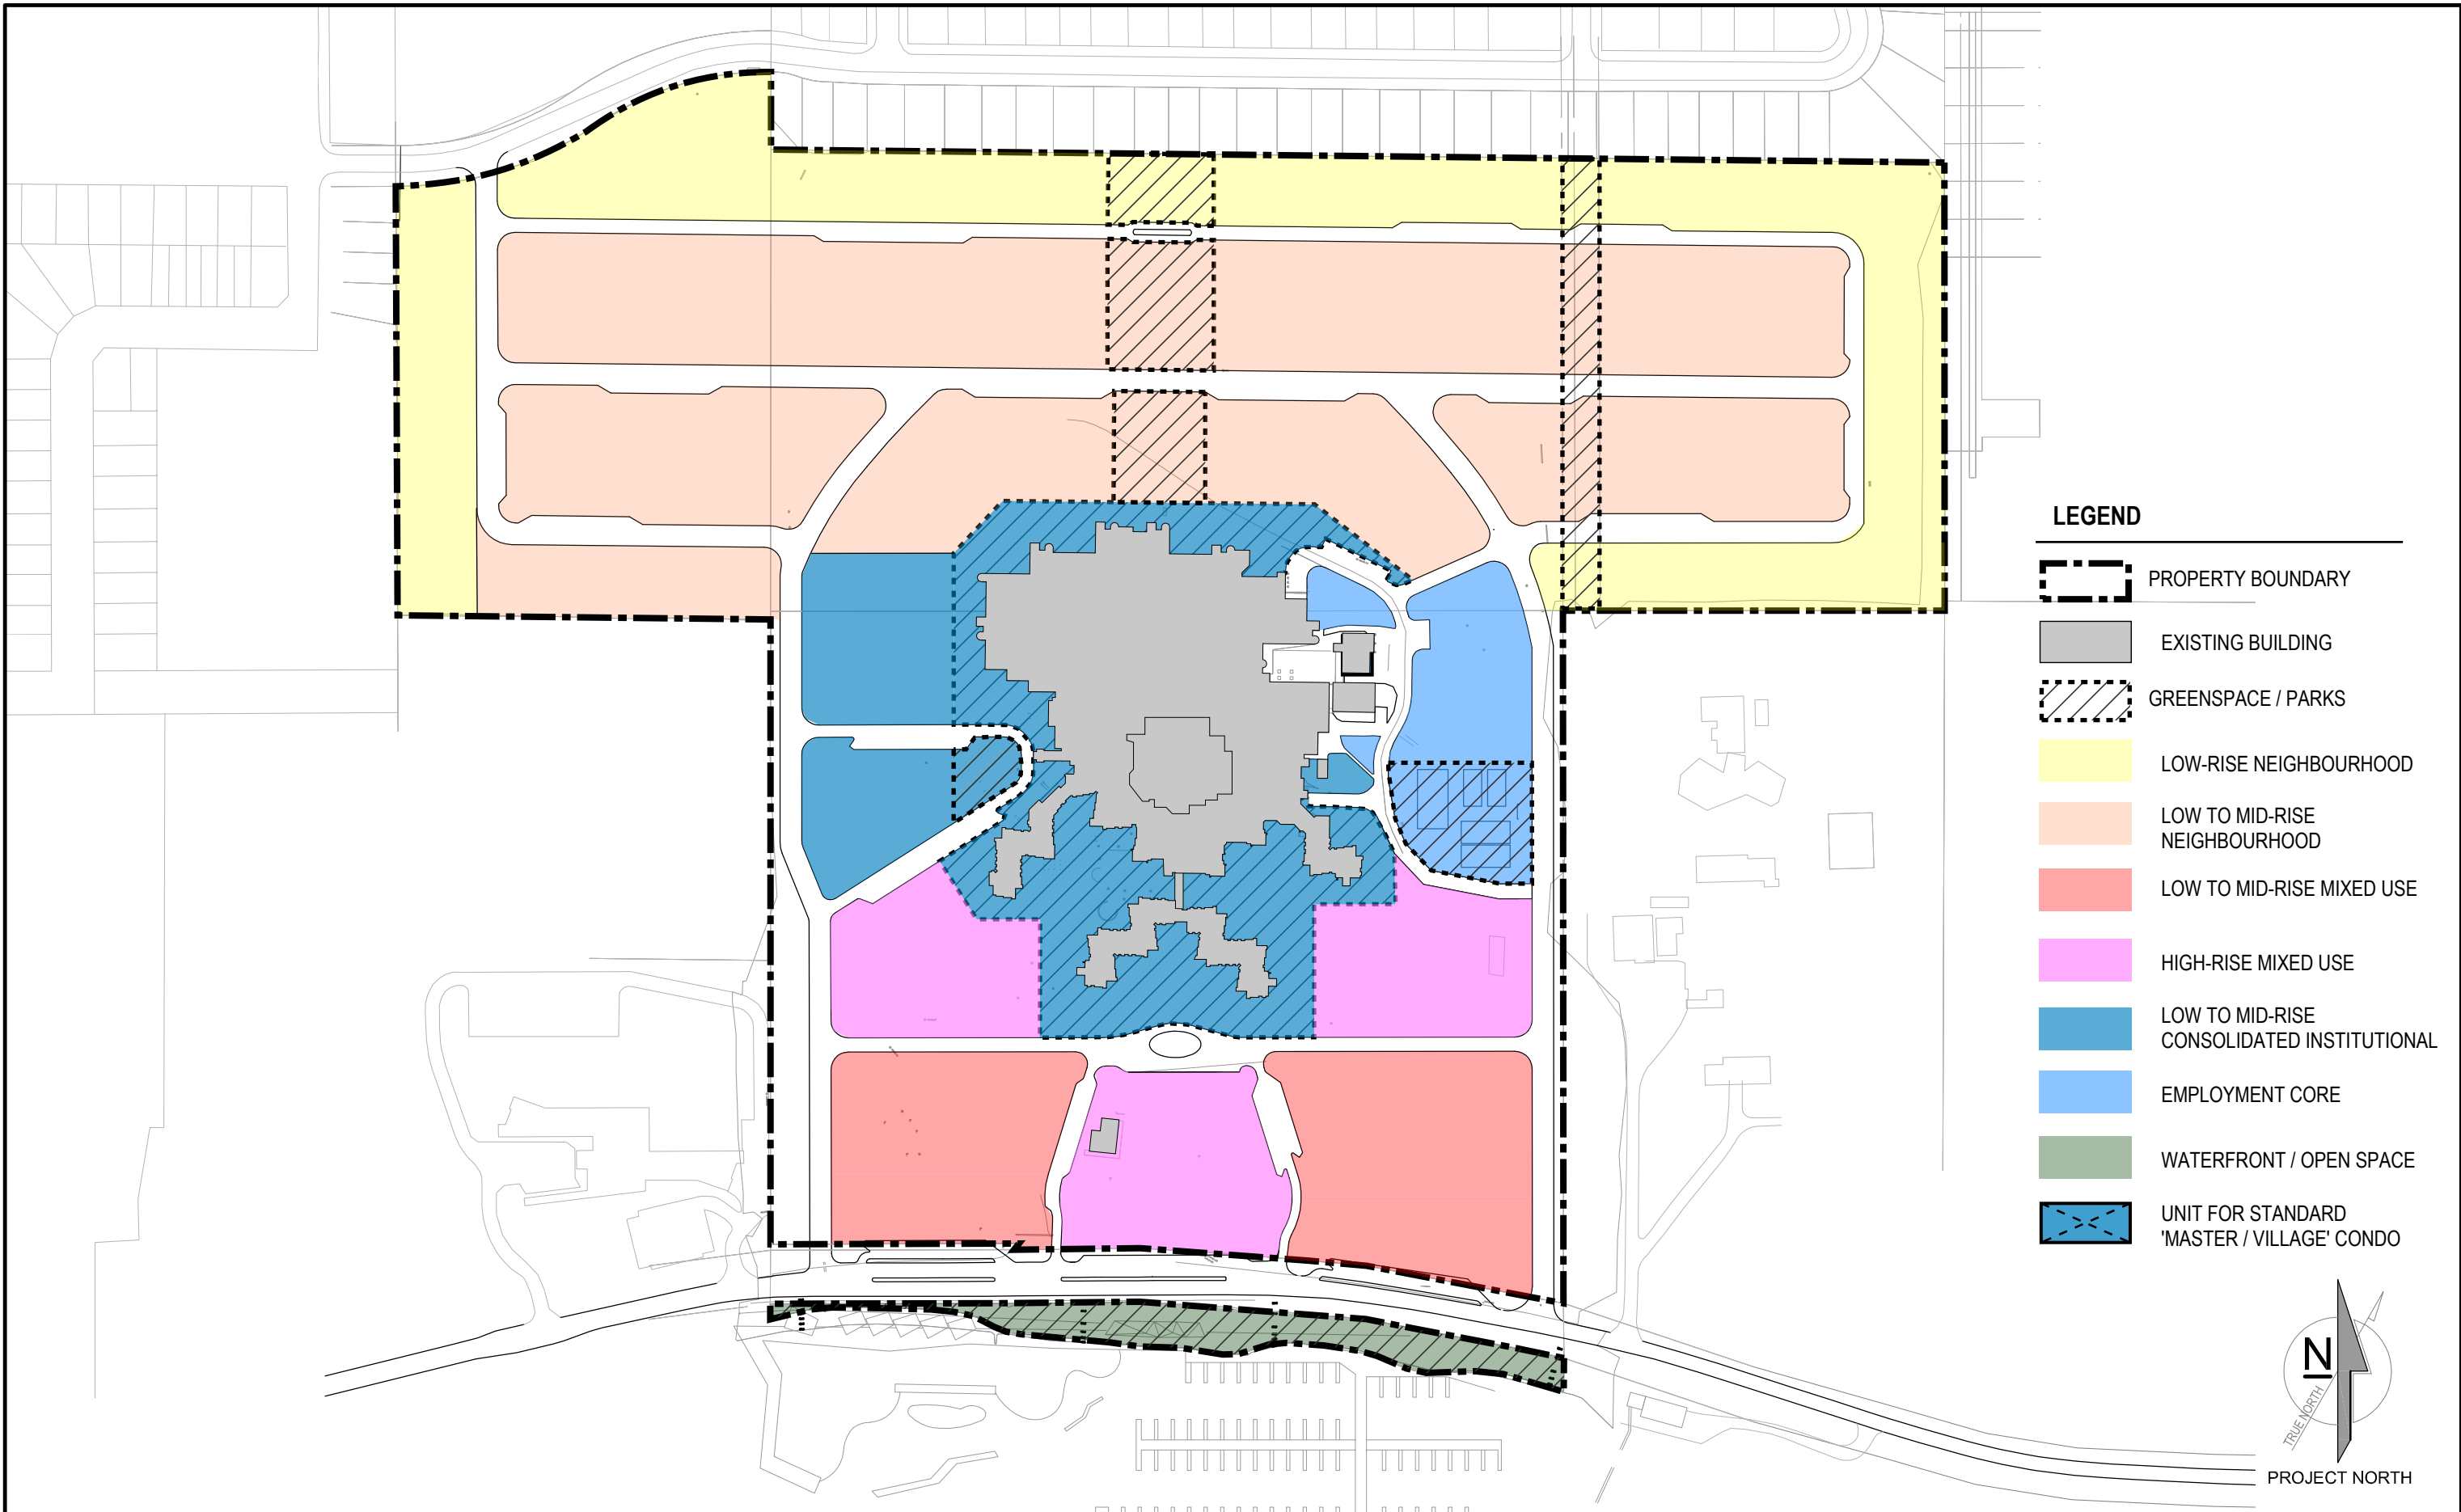 LEGEND
PROPERTY BOUNDARY
EXISTING BUILDING
GREENSPACE / PARKS
LOW-RISE NEIGHBOURHOOD
LOW TO MID-RISE
NEIGHBOURHOOD
LOW TO MID-RISE MIXED USE
HIGH-RISE MIXED USE
LOW TO MID-RISE
CONSOLIDATED INSTITUTIONAL
EMPLOYMENT CORE
WATERFRONT / OPEN SPACE
UNIT FOR STANDARD
'MASTER / VILLAGE' CONDO
N
TRUE NORTH
PROJECT NORTH